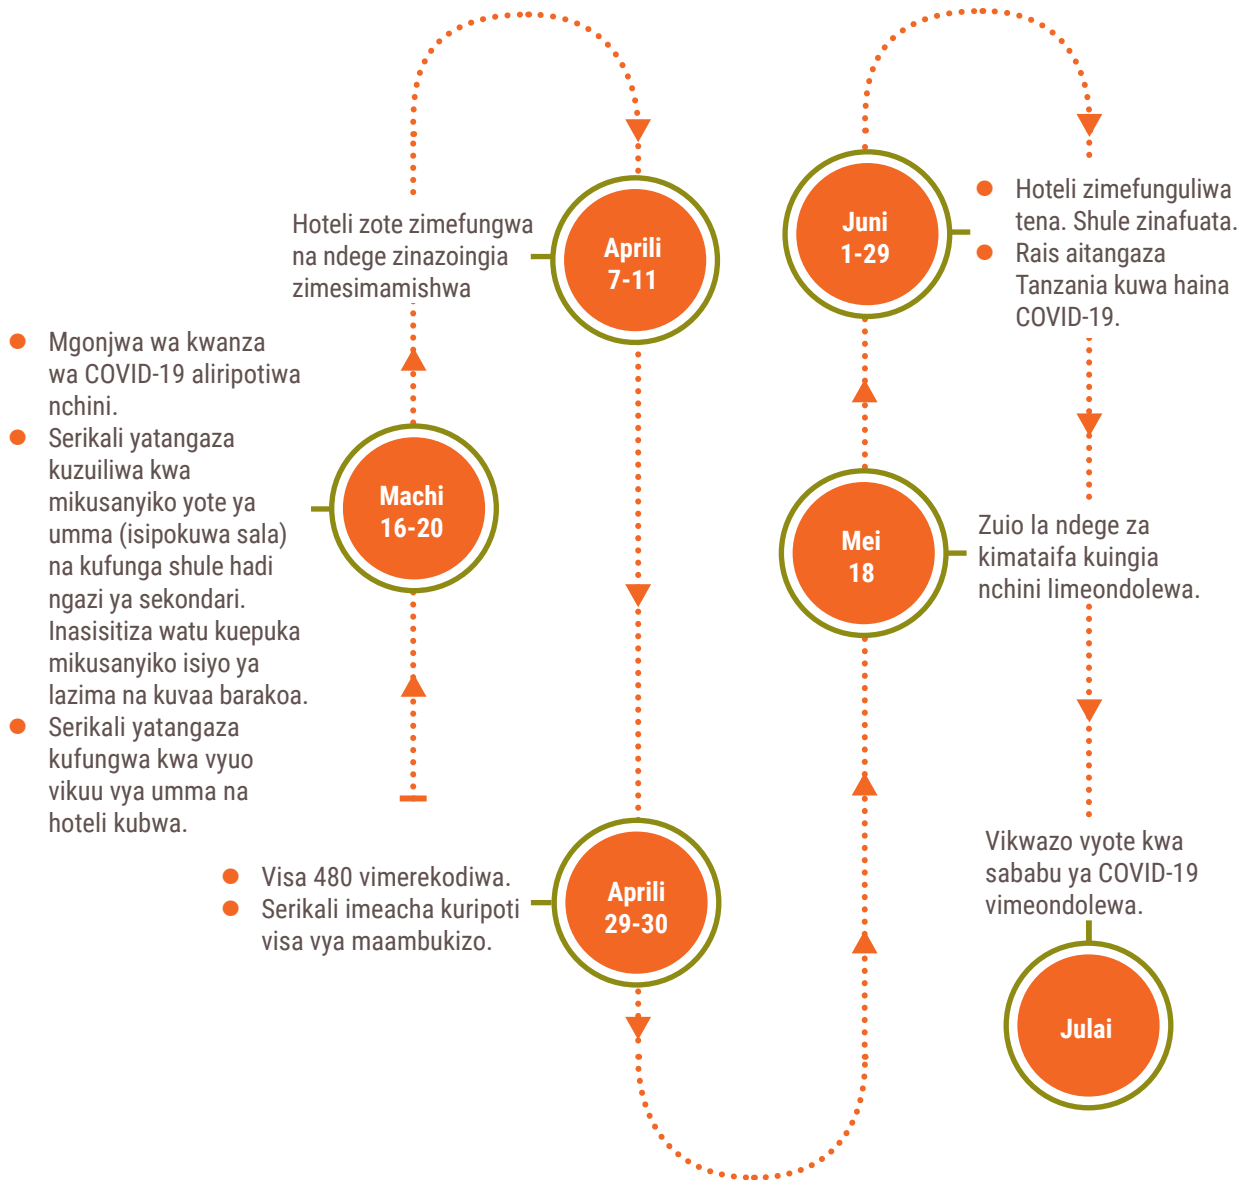 Mgonjwa wa kwanza
wa COVID-19 aliripotiwa
nchini.
Serikali yatangaza
kuzuiliwa kwa
mikusanyiko yote ya
umma (isipokuwa sala)
na kufunga shule hadi
ngazi ya sekondari.
Inasisitiza watu kuepuka
mikusanyiko isiyo ya
lazima na kuvaa barakoa.
Serikali yatangaza
kufungwa kwa vyuo
vikuu vya umma na
hoteli kubwa.
Machi
16-20
Hoteli zote zimefungwa
na ndege zinazoingia
zimesimamishwa
Aprili
7-11
Visa 480 vimerekodiwa.
Serikali imeacha kuripoti
visa vya maambukizo.
Aprili
29-30
Mei
18
Zuio la ndege za
kimataifa kuingia
nchini limeondolewa.
Juni
1-29
Hoteli zimefunguliwa
tena. Shule zinafuata.
Rais aitangaza
Tanzania kuwa haina
COVID-19.
Vikwazo vyote kwa
sababu ya COVID-19
vimeondolewa.
Julai